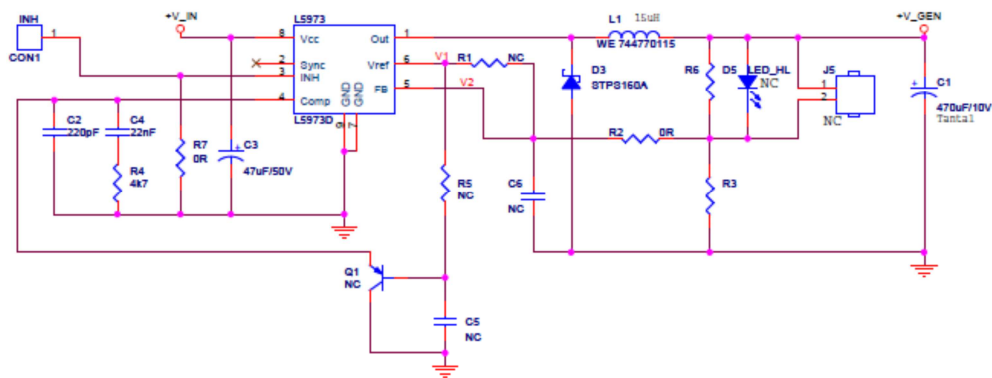 INH
1
CON1
+V_IN
L5973
8 Vcc Out 1
2 Sync Vref 6
3 INH FB 5
4 Comp GND GND
9 7
L5973D
V1
V2
R1 NC
L1 15uH
WE 744770115
D3
STPS160A
R6
D5 LED_HL
NC
J5
1
2
NC
+V_GEN
C1
470uF/10V
Tantal
C2
220pF
C4
22nF
R4
4k7
R7
0R
C3
47uF/50V
R5
NC
R2 0R
C6
NC
R3
Q1
NC
C5
NC